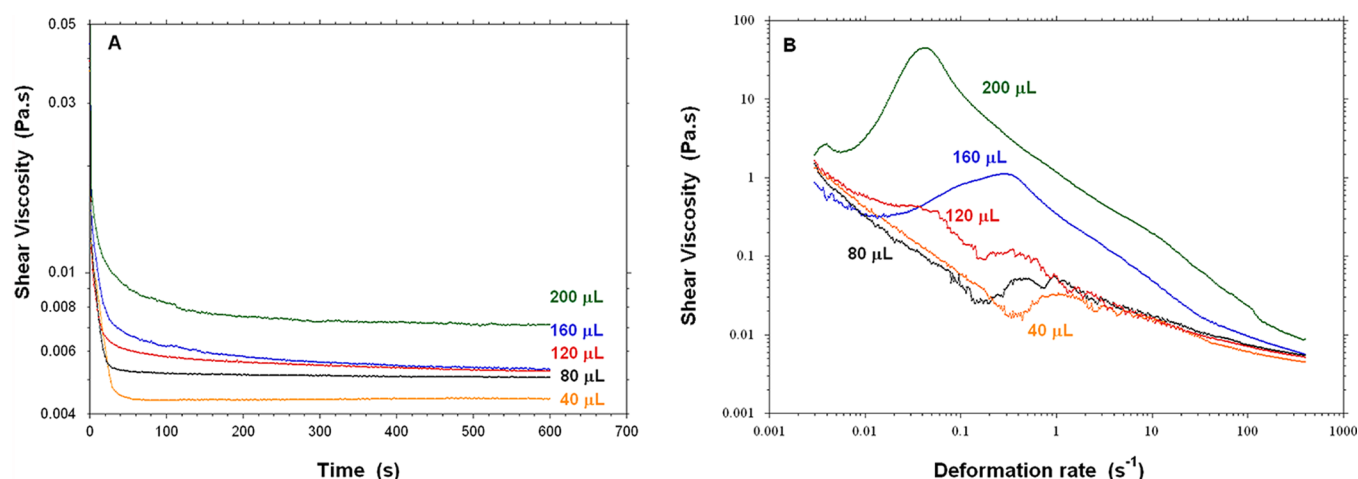 A
Shear Viscosity (Pa.s)
0.05
0.03
0.01
0.008
0.006
0.004
200 μL
160 μL
120 μL
80 μL
40 μL
0 100 200 300 400 500 600 700
Time (s)
B
Shear Viscosity (Pa.s)
100
10
1
0.1
0.01
0.001
200 μL
160 μL
120 μL
80 μL
40 μL
0.001 0.01 0.1 1 10 100 1000
Deformation rate (s⁻¹)